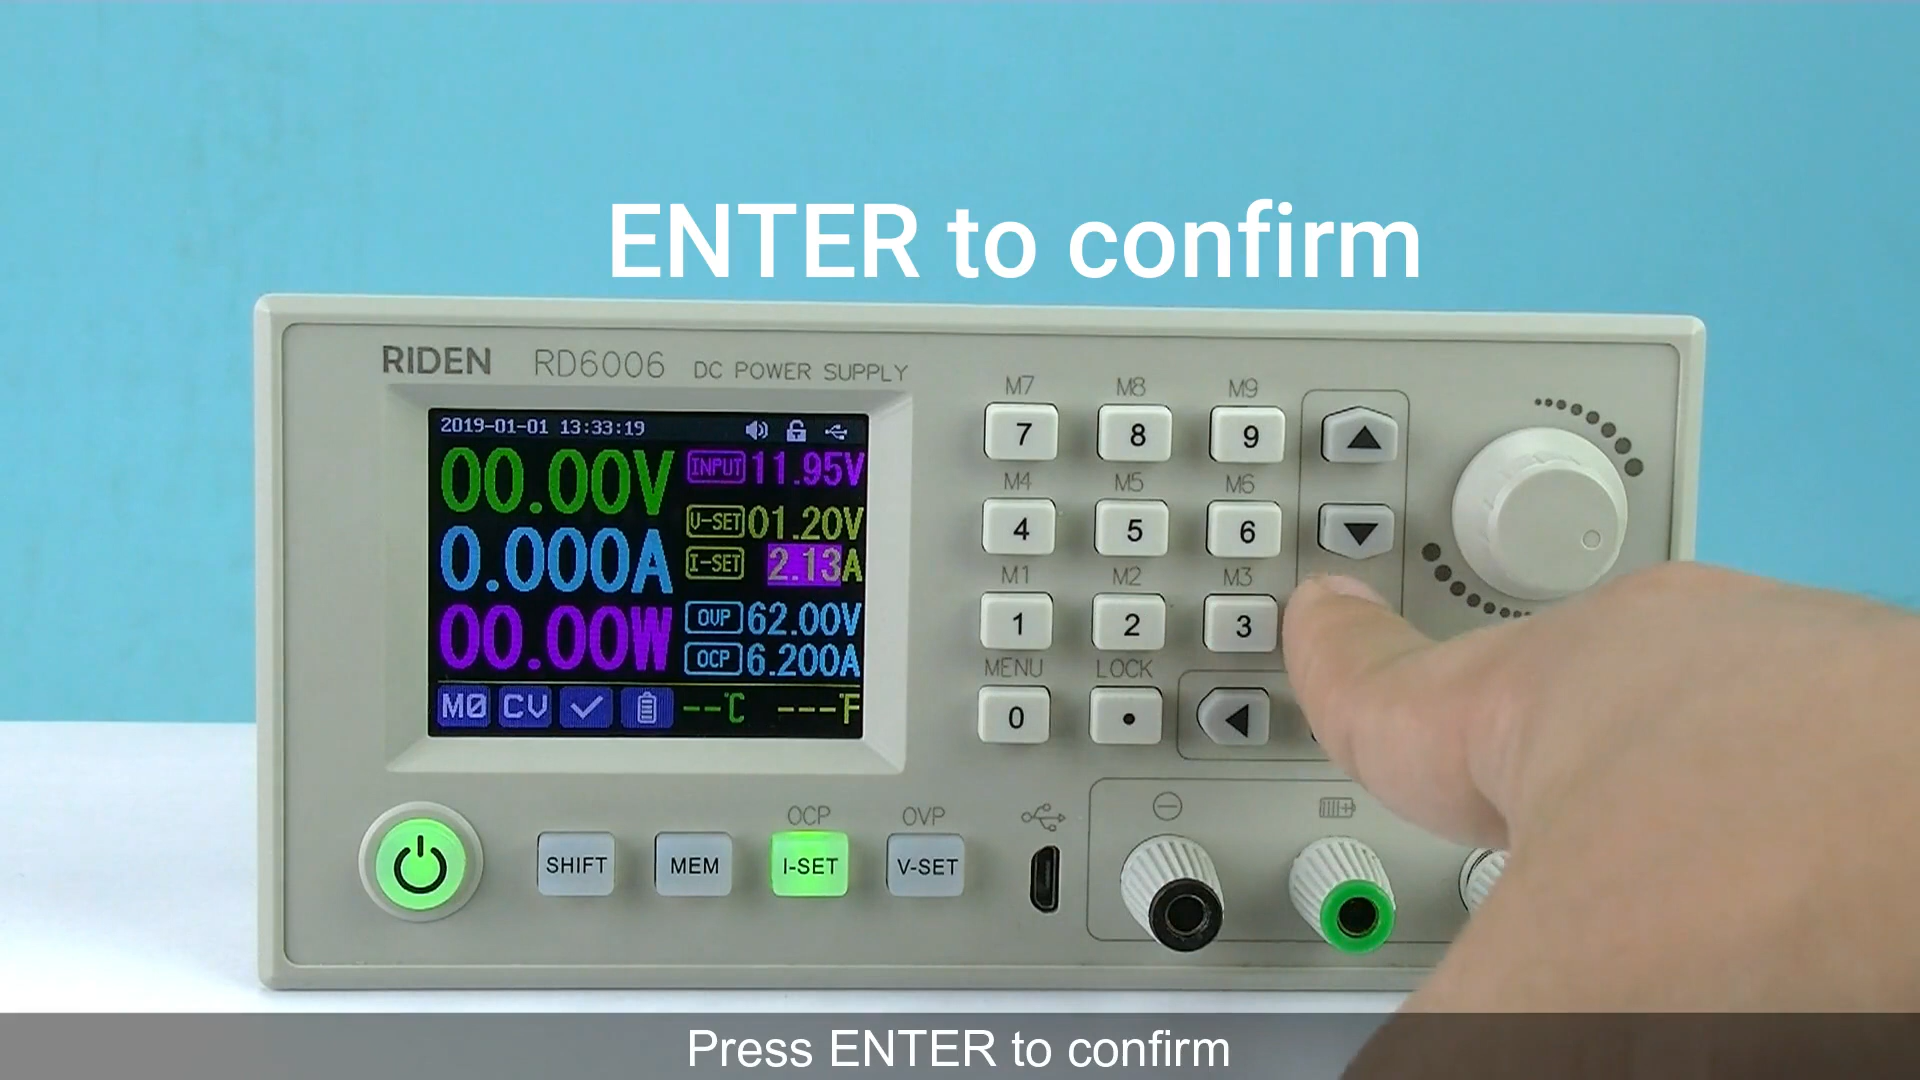 ENTER to confirm
RIDEN RD6006 DC POWER SUPPLY
2019-01-01 13:33:19
00.00V
0.000A
00.00W
INPUT 11.95V
V-SET 01.20V
I-SET 2.13A
OVP 62.00V
OCP 6.200A
M0 CV --°C ---°F
M7 M8 M9
7 8 9
M4 M5 M6
4 5 6
M1 M2 M3
1 2 3
MENU LOCK
0 •
OCP OVP
SHIFT MEM I-SET V-SET
Press ENTER to confirm